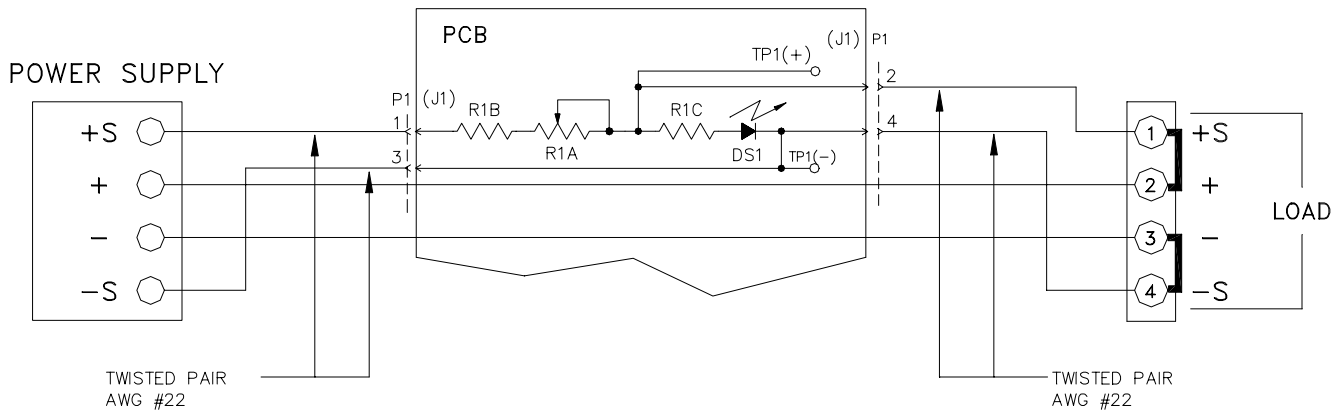 PCB
(J1) P1
TP1(+)
POWER SUPPLY
2
P1 (J1)
R1B
R1C
+S
1
4
1
+S
R1A
DS1
TP1(-)
3
+
2
+
LOAD
-
3
-
-S
4
-S
TWISTED PAIR
AWG #22
TWISTED PAIR
AWG #22